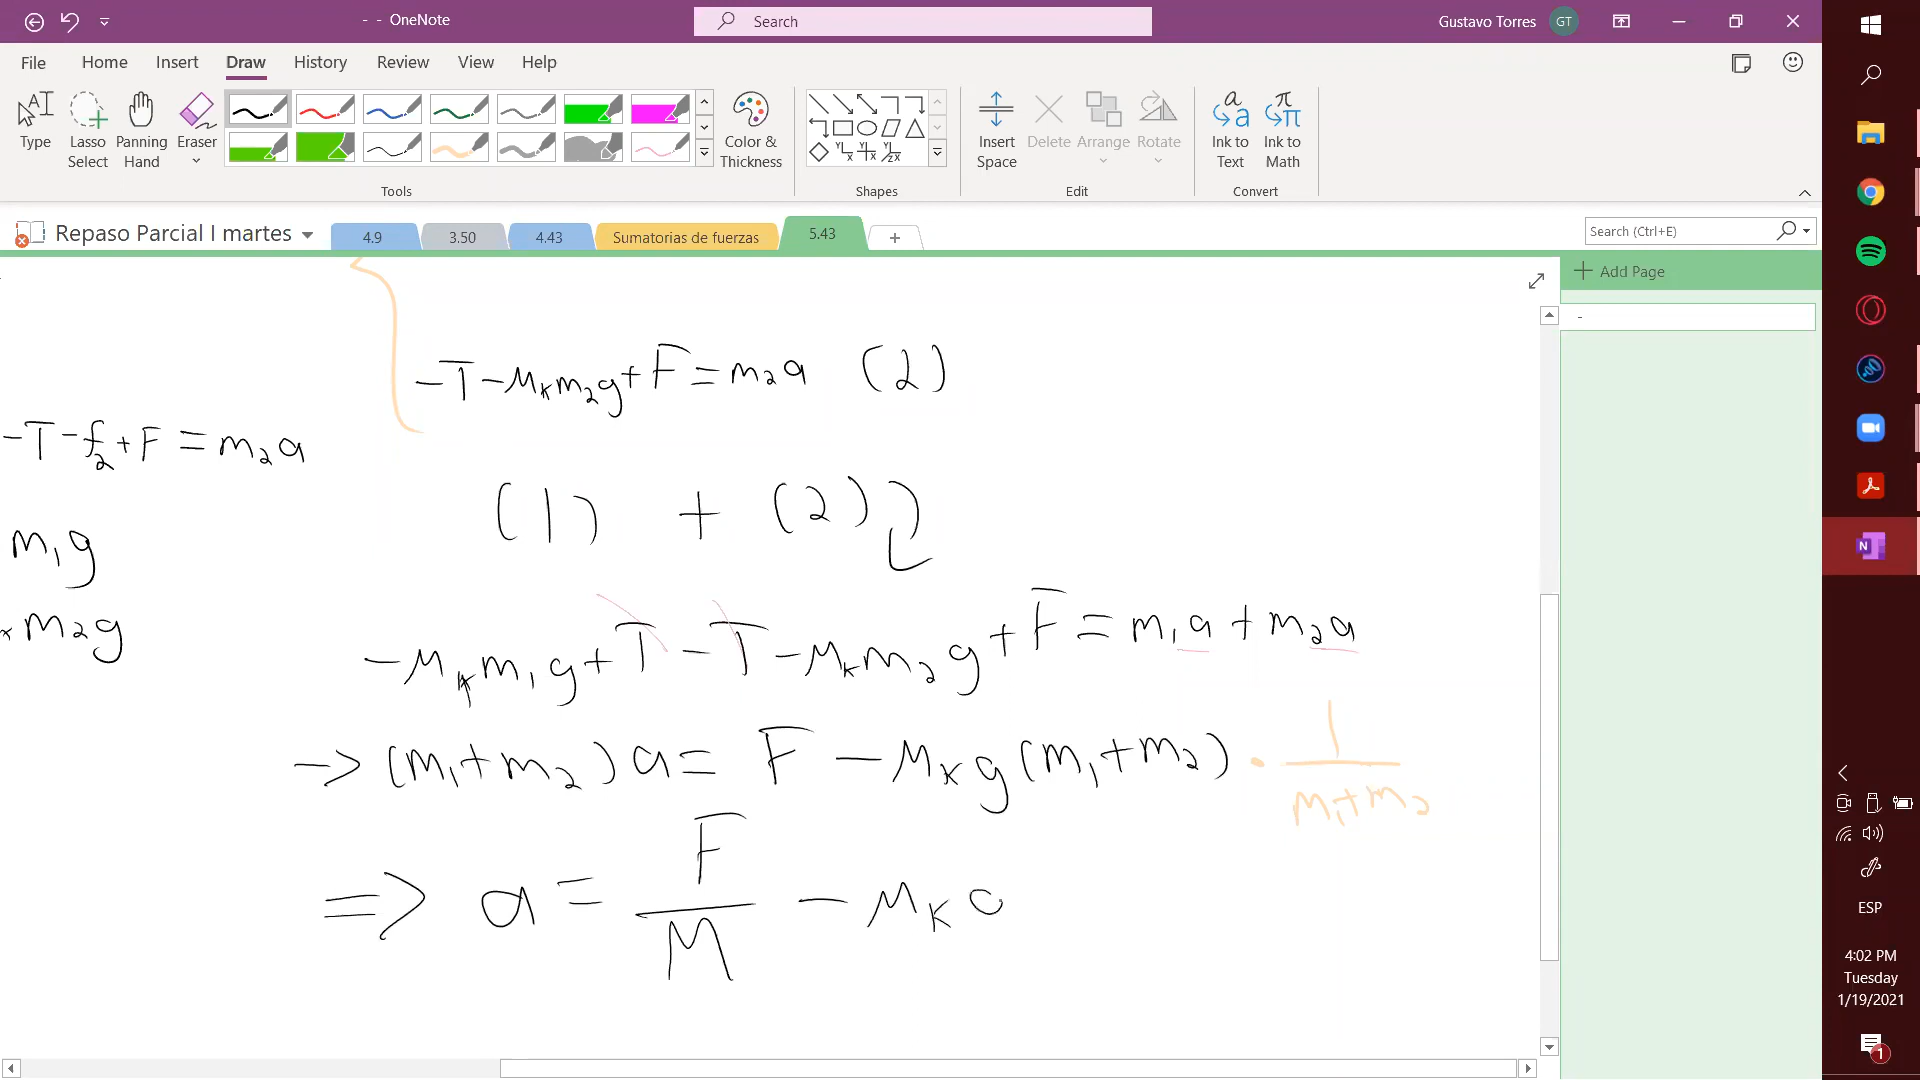 - - OneNote
Search
Gustavo Torres
GT
File Home Insert Draw History Review View Help
Type
Lasso Select
Panning Hand
Eraser
Color & Thickness
Insert Space
Delete
Arrange
Rotate
Ink to Text
Ink to Math
Tools
Shapes
Edit
Convert
Repaso Parcial I martes
4.9
3.50
4.43
Sumatorias de fuerzas
5.43
+
Search (Ctrl+E)
Add Page
-
-T-μₖm₂g+F=m₂a (2)
-T-f₂+F=m₂a
(1) + (2)
m₁g
ₖm₂g
-μₖm₁g+T-T-μₖm₂g+F=m₁a+m₂a
->(m₁+m₂)a=F-μₖg(m₁+m₂)·1/(m₁+m₂)
=> a=F/M-μₖ
ESP
4:02 PM
Tuesday
1/19/2021
1